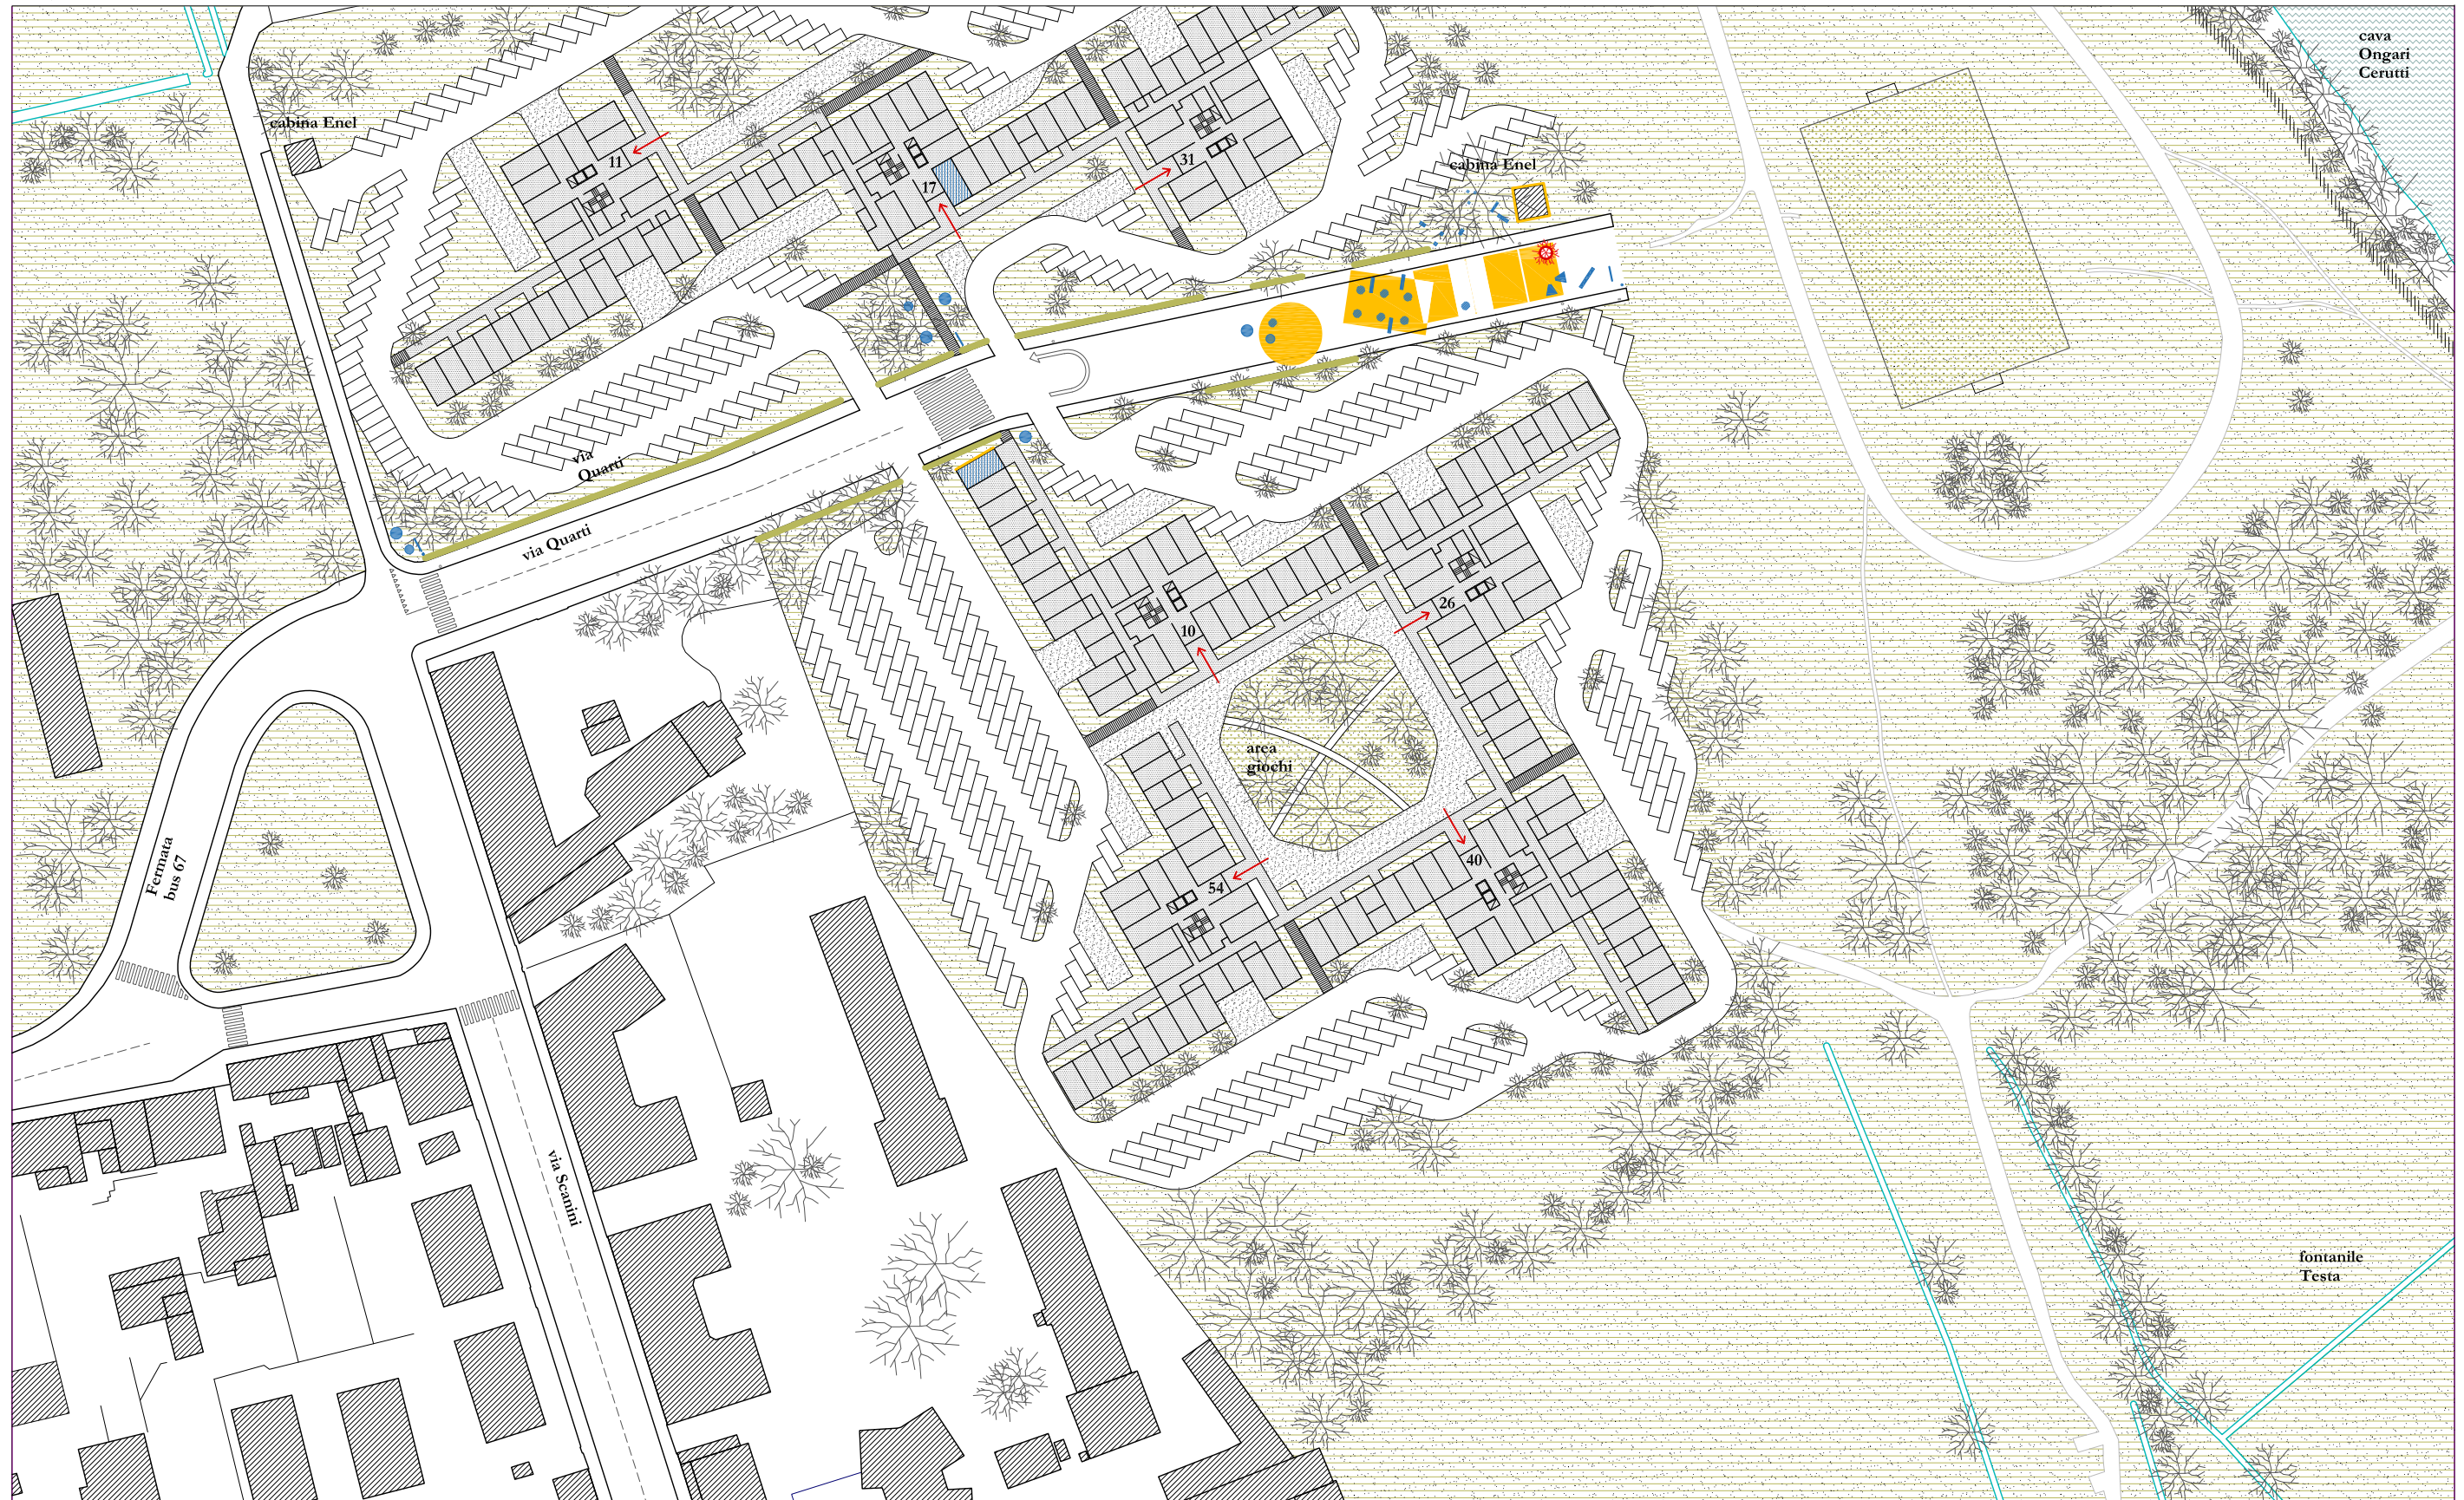 cava
Ongari
Cerutti
cabina Enel
11
17
31
cabina Enel
via
Quarti
via Quarti
10
26
area
giochi
54
40
Fermata
bus 67
via Scanini
fontanile
Testa